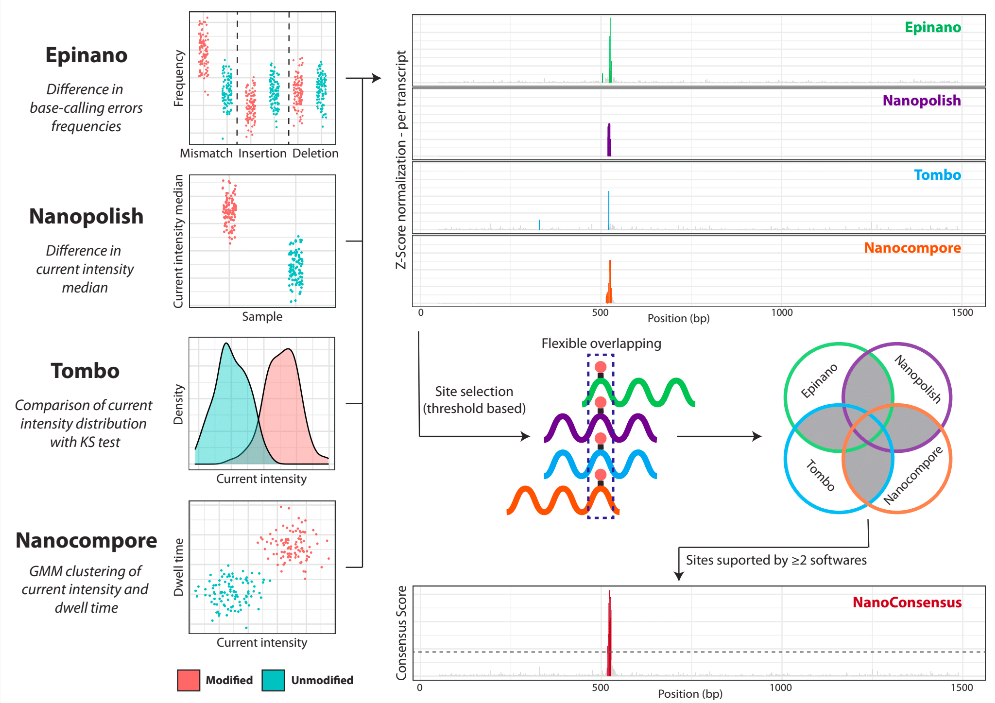 Epinano
Difference in
base-calling errors
frequencies
Frequency
Mismatch Insertion Deletion
Nanopolish
Difference in
current intensity
median
Current intensity median
Sample
Tombo
Comparison of current
intensity distribution
with KS test
Density
Current intensity
Nanocompore
GMM clustering of
current intensity and
dwell time
Dwell time
Current intensity
Modified Unmodified
Z-Score normalization - per transcript
Epinano
Nanopolish
Tombo
Nanocompore
0 500 1000 1500
Position (bp)
Site selection
(threshold based)
Flexible overlapping
Epinano
Nanopolish
Tombo
Nanocompore
Sites suported by ≥2 softwares
Consensus Score
NanoConsensus
0 500 1000 1500
Position (bp)